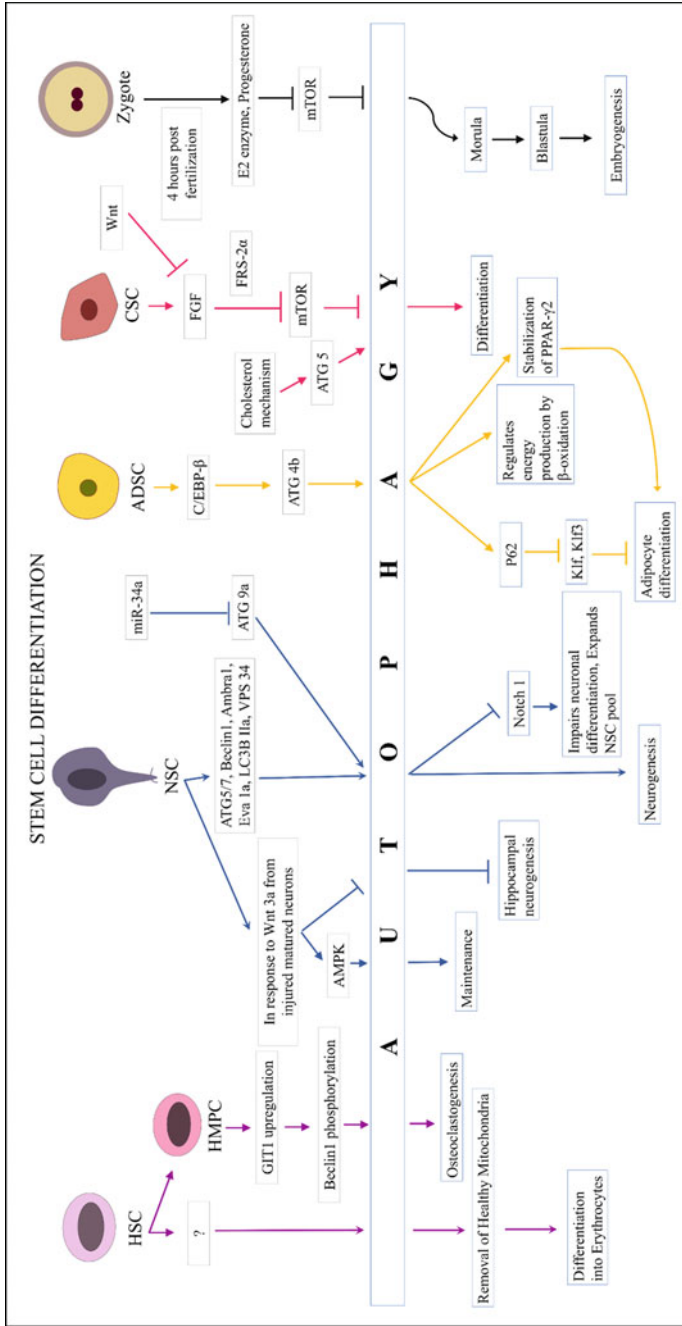 STEM CELL DIFFERENTIATION
HSC
?
HMPC
GIT1 upregulation
Beclin1 phosphorylation
NSC
In response to Wnt 3a from
injured matured neurons
AMPK
ATG5/7, Beclin1, Ambra1,
Eva 1a, LC3B IIa, VPS 34
miR-34a
ATG 9a
ADSC
C/EBP-β
ATG 4b
CSC
Wnt
FGF
FRS-2α
mTOR
Cholesterol
mechanism
ATG 5
Zygote
4 hours post
fertilization
E2 enzyme, Progesterone
mTOR
A U T O P H A G Y
Removal of Healthy Mitochondria
Differentiation
into Erythrocytes
Osteoclastogenesis
Maintenance
Hippocampal
neurogenesis
Neurogenesis
Notch 1
Impairs neuronal
differentiation, Expands
NSC pool
P62
Klf, Klf3
Adipocyte
differentiation
Regulates
energy
production by
β-oxidation
Stabilization
of PPAR-γ2
Differentiation
Morula
Blastula
Embryogenesis